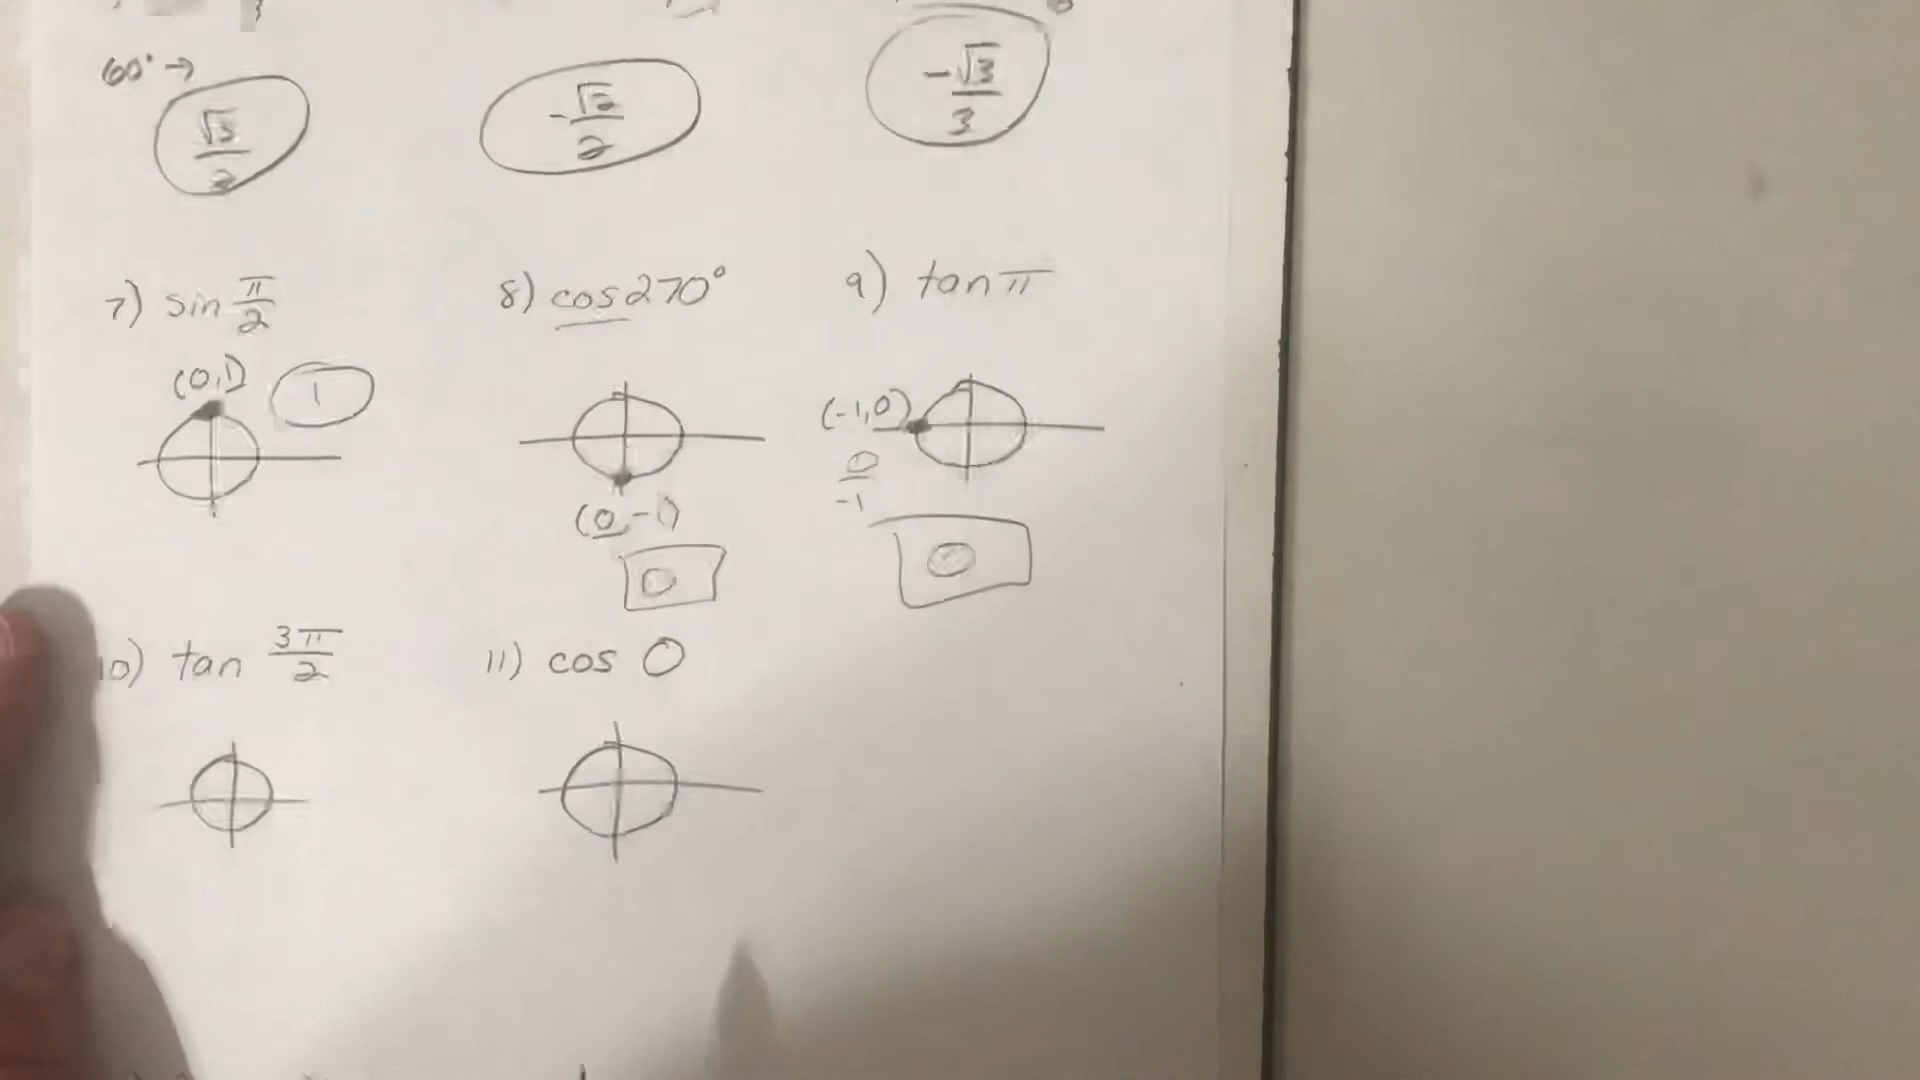 60° →
√3/2
-√2/2
-√3/3
7) sin π/2
8) cos 270°
9) tan π
(0,1)
1
(-1,0)
0/-1
(0,-1)
0
0
10) tan 3π/2
11) cos 0